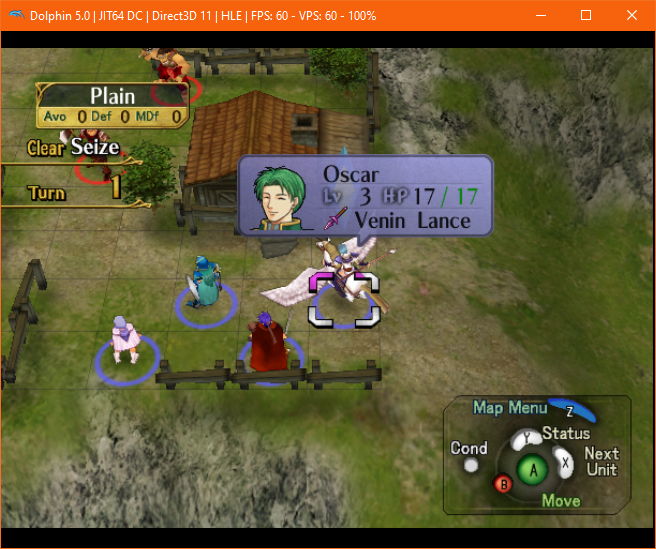 Dolphin 5.0 | JIT64 DC | Direct3D 11 | HLE | FPS: 60 - VPS: 60 - 100%
Plain
Avo 0 Def 0 MDf 0
Clear Seize
Turn 1
Oscar
Lv 3 HP 17 / 17
Venin Lance
Map Menu Z
Y Status
Cond
X Next
Unit
A
B
Move